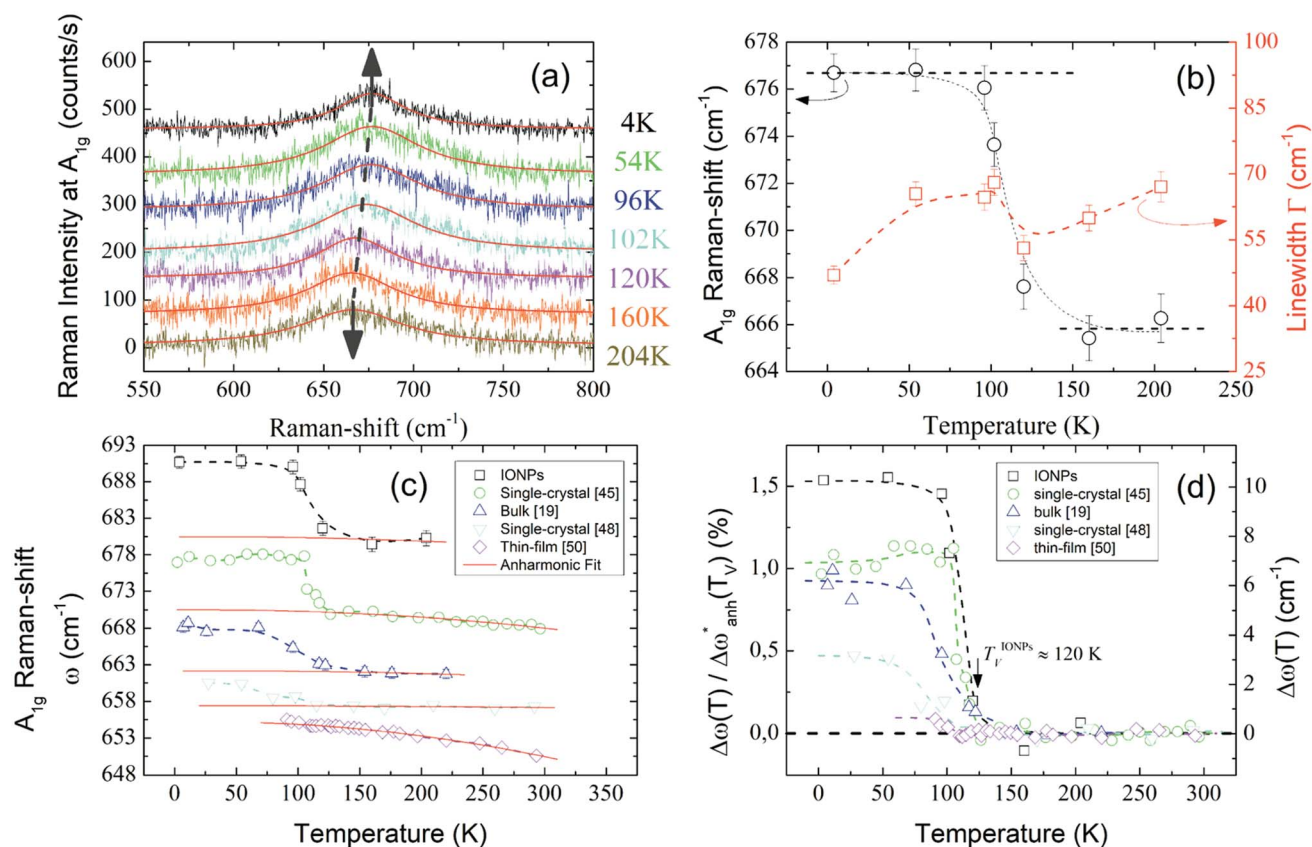 (a)
Raman Intensity at A1g (counts/s)
600
500
400
300
200
100
0
4K
54K
96K
102K
120K
160K
204K
550 600 650 700 750 800
Raman-shift (cm-1)
(b)
A1g Raman-shift (cm-1)
678
676
674
672
670
668
666
664
100
85
70
55
40
25
Linewidth Γ (cm-1)
0 50 100 150 200 250
Temperature (K)
(c)
A1g Raman-shift
ω (cm-1)
693
688
683
678
673
668
663
658
653
648
IONPs
Single-crystal [45]
Bulk [19]
Single-crystal [48]
Thin-film [50]
Anharmonic Fit
0 50 100 150 200 250 300
Temperature (K)
(d)
Δω(T) / Δω*anh(TV) (%)
1,5
1,0
0,5
0,0
IONPs
single-crystal [45]
bulk [19]
single-crystal [48]
thin-film [50]
TV IONPs ≈ 120 K
10
8
6
4
2
0
Δω(T) (cm-1)
0 50 100 150 200 250 300
Temperature (K)